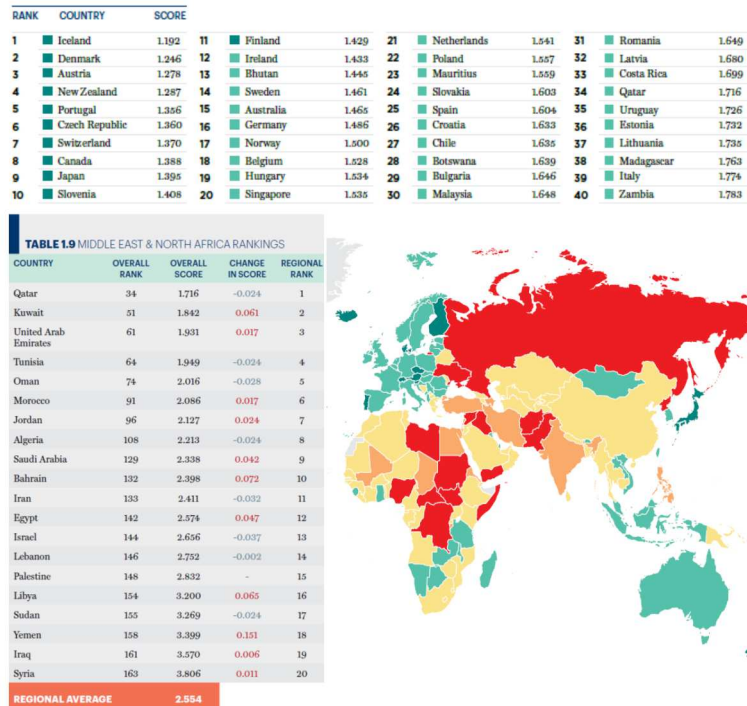 RANK COUNTRY SCORE
1 Iceland 1.192
2 Denmark 1.246
3 Austria 1.278
4 New Zealand 1.287
5 Portugal 1.356
6 Czech Republic 1.360
7 Switzerland 1.370
8 Canada 1.388
9 Japan 1.395
10 Slovenia 1.408
11 Finland 1.429
12 Ireland 1.433
13 Bhutan 1.445
14 Sweden 1.461
15 Australia 1.465
16 Germany 1.486
17 Norway 1.500
18 Belgium 1.528
19 Hungary 1.534
20 Singapore 1.535
21 Netherlands 1.541
22 Poland 1.557
23 Mauritius 1.559
24 Slovakia 1.603
25 Spain 1.604
26 Croatia 1.633
27 Chile 1.635
28 Botswana 1.639
29 Bulgaria 1.646
30 Malaysia 1.648
31 Romania 1.649
32 Latvia 1.680
33 Costa Rica 1.699
34 Qatar 1.716
35 Uruguay 1.726
36 Estonia 1.732
37 Lithuania 1.735
38 Madagascar 1.763
39 Italy 1.774
40 Zambia 1.783
TABLE 1.9 MIDDLE EAST & NORTH AFRICA RANKINGS
COUNTRY OVERALL OVERALL CHANGE REGIONAL
RANK SCORE IN SCORE RANK
Qatar 34 1.716 -0.024 1
Kuwait 51 1.842 0.061 2
United Arab 61 1.931 0.017 3
Emirates
Tunisia 64 1.949 -0.024 4
Oman 74 2.016 -0.028 5
Morocco 91 2.086 0.017 6
Jordan 96 2.127 0.024 7
Algeria 108 2.213 -0.024 8
Saudi Arabia 129 2.338 0.042 9
Bahrain 132 2.398 0.072 10
Iran 133 2.411 -0.032 11
Egypt 142 2.574 0.047 12
Israel 144 2.656 -0.037 13
Lebanon 146 2.752 -0.002 14
Palestine 148 2.832 - 15
Libya 154 3.200 0.065 16
Sudan 155 3.269 -0.024 17
Yemen 158 3.399 0.151 18
Iraq 161 3.570 0.006 19
Syria 163 3.806 0.011 20
REGIONAL AVERAGE 2.554